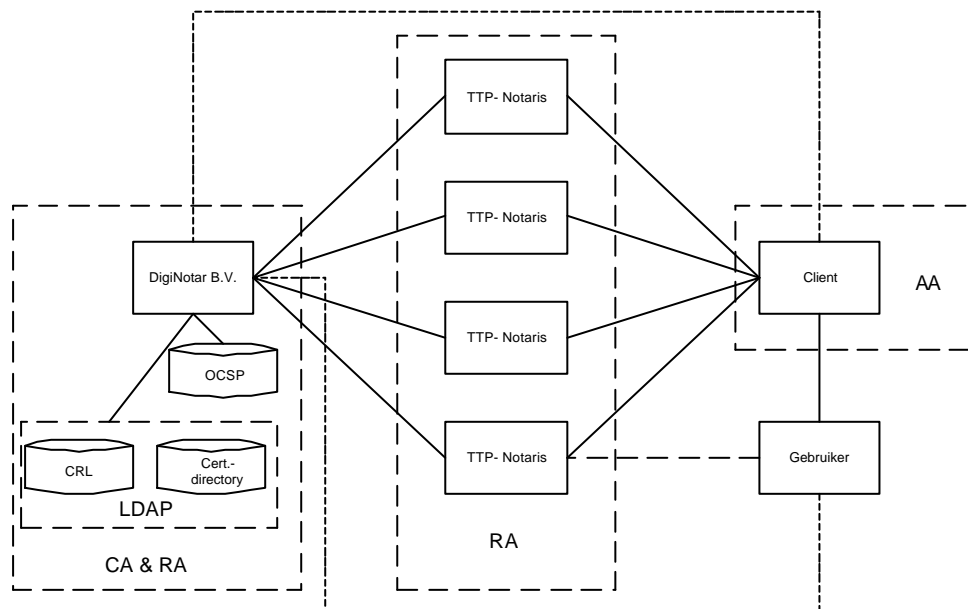 TTP- Notaris
TTP- Notaris
DigiNotar B.V.
Client
AA
TTP- Notaris
OCSP
TTP- Notaris
Gebruiker
CRL
Cert.-
directory
LDAP
RA
CA & RA